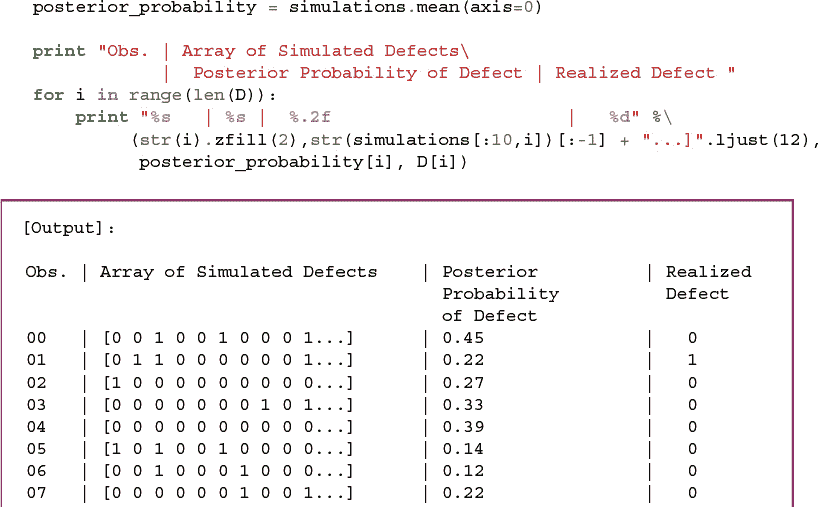 posterior_probability = simulations.mean(axis=0)
print "Obs. | Array of Simulated Defects\
| Posterior Probability of Defect | Realized Defect "
for i in range(len(D)):
print "%s | %s | %.2f | %d" %\
(str(i).zfill(2),str(simulations[:10,i])[:-1] + "...]".ljust(12),
posterior_probability[i], D[i])
[Output]:
Obs. | Array of Simulated Defects | Posterior | Realized
Probability Defect
of Defect
00 | [0 0 1 0 0 1 0 0 0 1...] | 0.45 | 0
01 | [0 1 1 0 0 0 0 0 0 1...] | 0.22 | 1
02 | [1 0 0 0 0 0 0 0 0 0...] | 0.27 | 0
03 | [0 0 0 0 0 0 0 1 0 1...] | 0.33 | 0
04 | [0 0 0 0 0 0 0 0 0 0...] | 0.39 | 0
05 | [1 0 1 0 0 1 0 0 0 0...] | 0.14 | 0
06 | [0 0 1 0 0 0 1 0 0 0...] | 0.12 | 0
07 | [0 0 0 0 0 0 1 0 0 1...] | 0.22 | 0